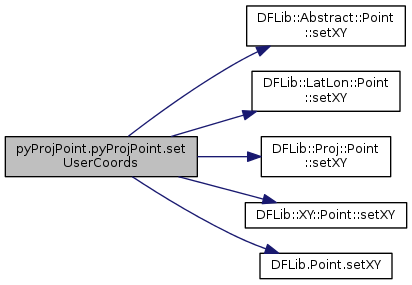 DFLib::Abstract::Point
::setXY
DFLib::LatLon::Point
::setXY
pyProjPoint.pyProjPoint.set
UserCoords
DFLib::Proj::Point
::setXY
DFLib::XY::Point::setXY
DFLib.Point.setXY